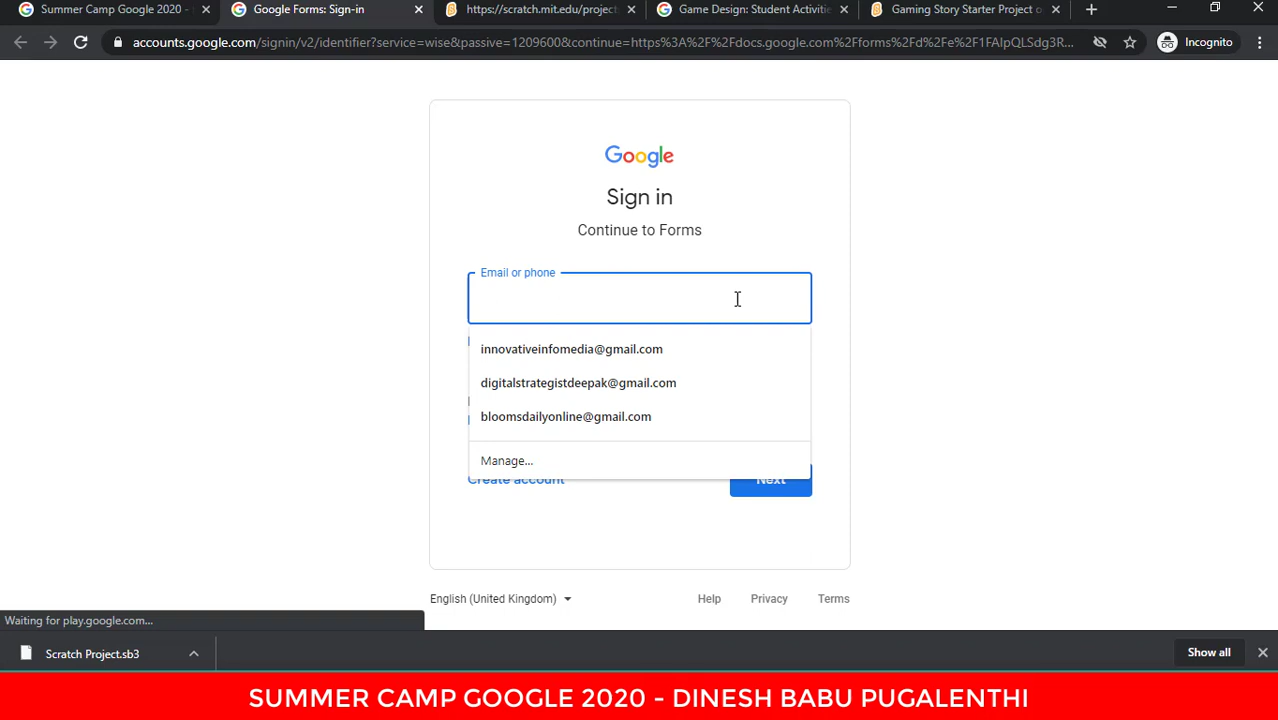 Summer Camp Google 2020 -
Google Forms: Sign-in
https://scratch.mit.edu/project
Game Design: Student Activitie
Gaming Story Starter Project o
accounts.google.com/signin/v2/identifier?service=wise&passive=1209600&continue=https%3A%2F%2Fdocs.google.com%2Fforms%2Fd%2Fe%2F1FAIpQLSdg3R...
Incognito
Google
Sign in
Continue to Forms
Email or phone
innovativeinfomedia@gmail.com
digitalstrategistdeepak@gmail.com
bloomsdailyonline@gmail.com
Manage...
Create account
Next
English (United Kingdom)
Help
Privacy
Terms
Waiting for play.google.com...
Scratch Project.sb3
Show all
SUMMER CAMP GOOGLE 2020 - DINESH BABU PUGALENTHI